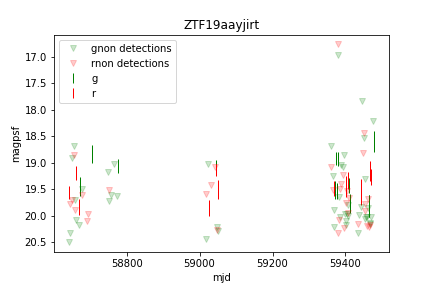 ZTF19aayjirt
gnon detections
rnon detections
g
r
magpsf
17.0
17.5
18.0
18.5
19.0
19.5
20.0
20.5
58800
59000
59200
59400
mjd